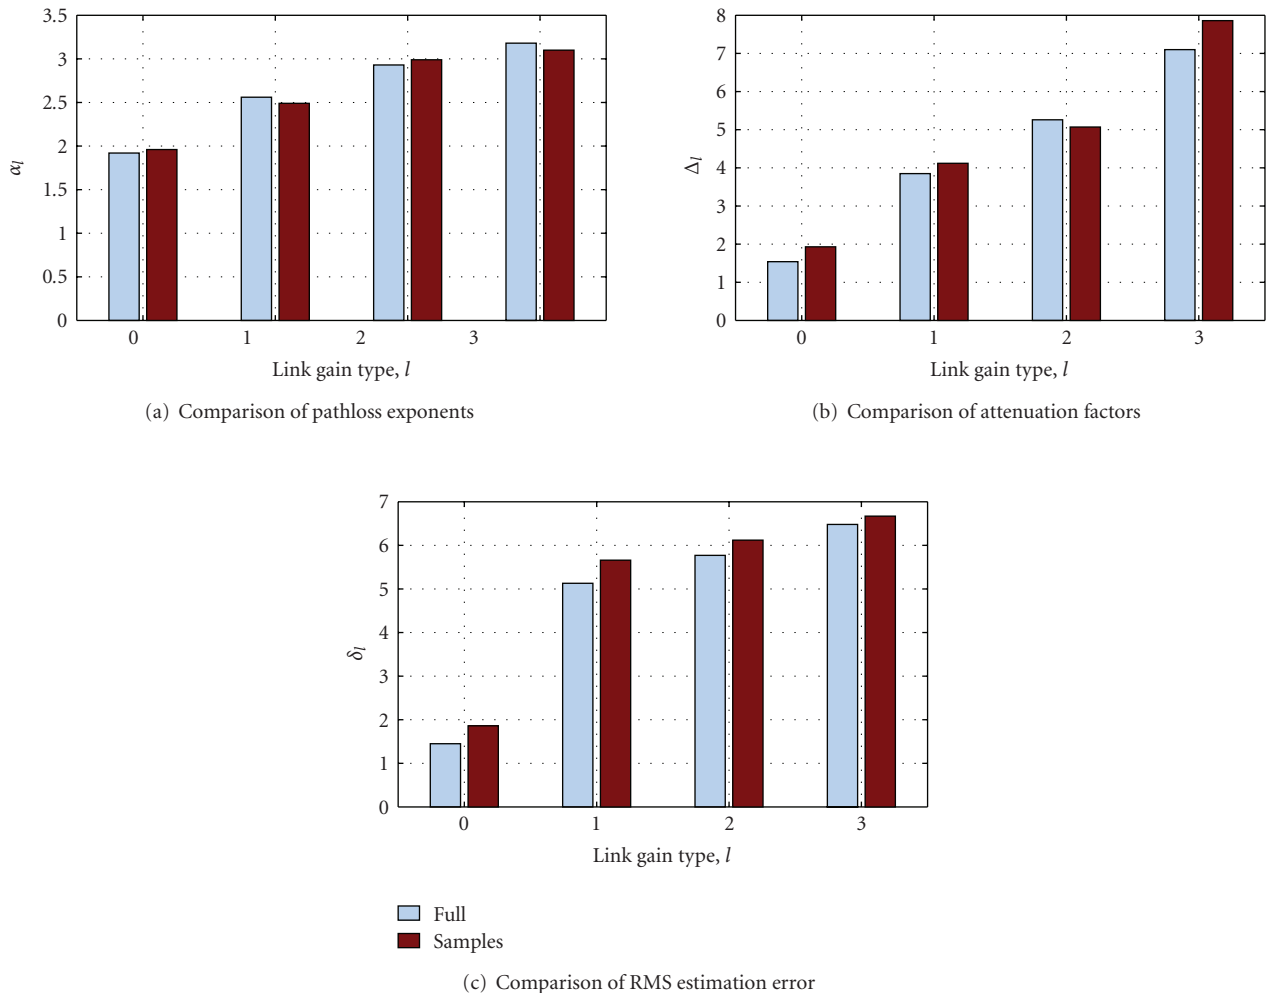 3.5
3
2.5
2
1.5
1
0.5
0
α_l
0 1 2 3
Link gain type, l
(a) Comparison of pathloss exponents
8
7
6
5
4
3
2
1
0
Δ_l
0 1 2 3
Link gain type, l
(b) Comparison of attenuation factors
7
6
5
4
3
2
1
0
δ_l
0 1 2 3
Link gain type, l
Full
Samples
(c) Comparison of RMS estimation error